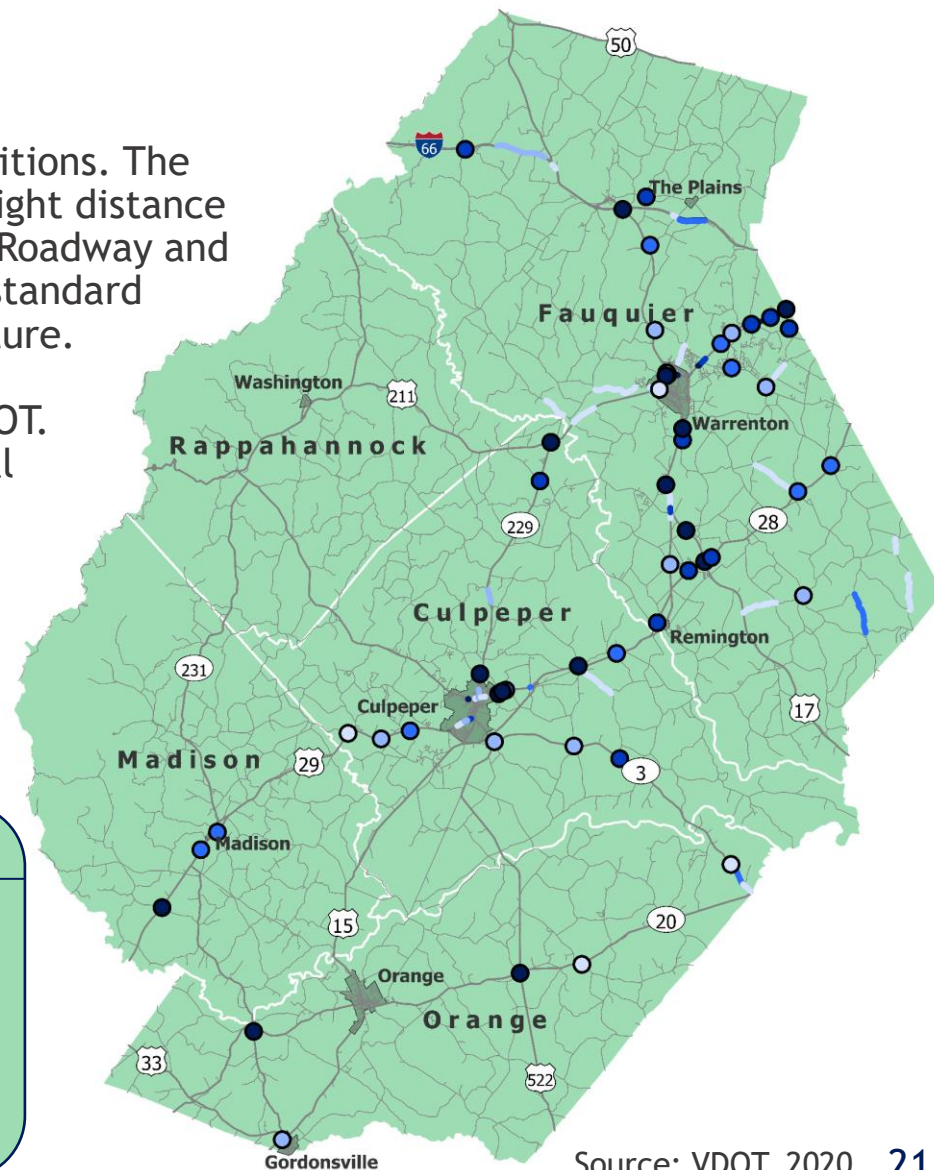 itions. The
ight distance
Roadway and
standard
ure.
OT.
ll
50
66
The Plains
Fauquier
Washington
211
Rappahannock
Warrenton
229
28
Culpeper
Remington
231
Culpeper
17
Madison
29
3
Madison
15
20
Orange
Orange
33
522
Gordonsville
Source: VDOT, 2020 21